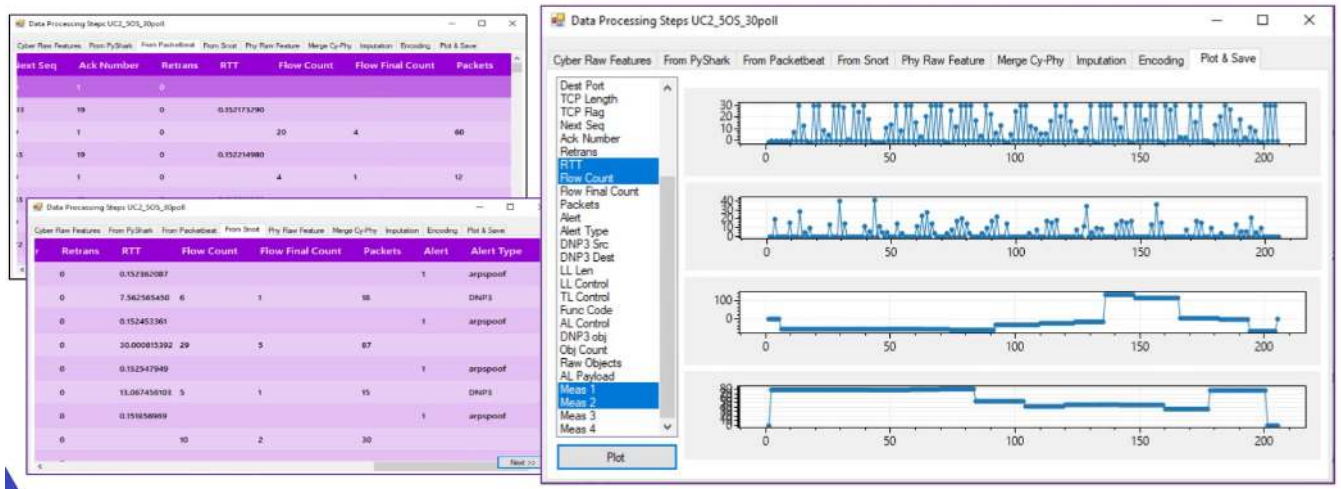 Data Processing Steps UC2_5OS_30poll
Cyber Raw Features From PyShark From Packetbeat From Snort Phy Raw Feature Merge Cy-Phy Imputation Encoding Plot & Save
Next Seq Ack Number Retrans RTT Flow Count Flow Final Count Packets
1 0
33 19 0 0.352173290
1 0 20 4 60
19 0 0.352214980
1 0 4 1 12
Data Processing Steps UC2_5OS_30poll
Cyber Raw Features From PyShark From Packetbeat From Snort Phy Raw Feature Merge Cy-Phy Imputation Encoding Plot & Save
r Retrans RTT Flow Count Flow Final Count Packets Alert Alert Type
0 0.152362087 1 arpspoof
0 7.562565450 6 1 18 DNP3
0 0.152453361 1 arpspoof
0 30.000815392 29 5 87
0 0.152547949 1 arpspoof
0 13.067456103 5 1 15 DNP3
0 0.151656969 1 arpspoof
0 10 2 30
Next >>
Data Processing Steps UC2_5OS_30poll
Cyber Raw Features From PyShark From Packetbeat From Snort Phy Raw Feature Merge Cy-Phy Imputation Encoding Plot & Save
Dest Port
TCP Length
TCP Flag
Next Seq
Ack Number
Retrans
RTT
Flow Count
Flow Final Count
Packets
Alert
Alert Type
DNP3 Src
DNP3 Dest
LL Len
LL Control
TL Control
Func Code
AL Control
DNP3 obj
Obj Count
Raw Objects
AL Payload
Meas 1
Meas 2
Meas 3
Meas 4
Plot
30
20
10
0
0 50 100 150 200
40
0
0 50 100 150 200
100
0
0 50 100 150 200
0 50 100 150 200